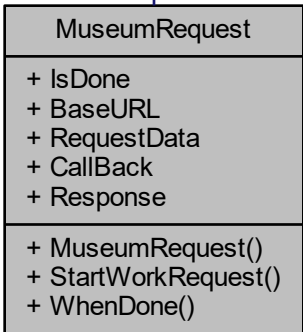 MuseumRequest
+ IsDone
+ BaseURL
+ RequestData
+ CallBack
+ Response
+ MuseumRequest()
+ StartWorkRequest()
+ WhenDone()